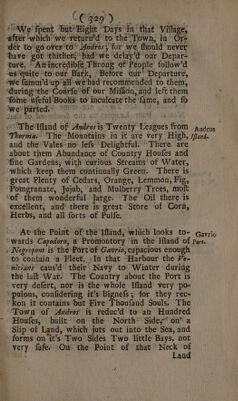 ( 329 )
We ſpent but Eight Days in that Village,
after which we return'd to the Town, in Or-
der to go over to Andros; for we ſhould never
have got thither, had we delay'd our Depar-
ture. An incredible Throng of People follow'd
us quite to our Bark, Before our Departure,
we ſumm'd up all we had recommended to them,
during the Courſe of our Miſſion, and left them
ſome uſeful Books to inculcate the ſame, and ſo
we parted.
The Iſland of Andros is Twenty Leagues from Andros
Thermia. The Mountains in it are very High, Iſland.
and the Vales no leſs Delightful. There are
about them Abundance of Country Houſes and
fine Gardens, with curious Streams of Water,
which keep them continually Green. There is
great Plenty of Cedars, Orange, Lemmon, Fig,
Pomgranate, Jojub, and Mulberry Trees, moſt
of them wonderful large. The Oil there is
excellent, and there is great Store of Corn,
Herbs, and all ſorts of Pulſe.
At the Point of the Iſland, which looks to- Gavrio
wards Capodoro, a Promontory in the Iſland of Port.
Negropont is the Port of Gavrio, capacious enough
to contain a Fleet. In that Harbour the Ve-
netians caus'd their Navy to Winter during
the laſt War. The Country about the Port is
very deſert, nor is the whole Iſland very po-
pulous, conſidering it's Bigneſs; for they rec-
kon it contains but Five Thouſand Souls. The
Town of Andros is reduc'd to an Hundred
Houſes, built on the North Side, on a
Slip of Land, which juts out into the Sea, and
forms on it's Two Sides Two little Bays, not
very ſafe. On the Point of that Neck of
Land